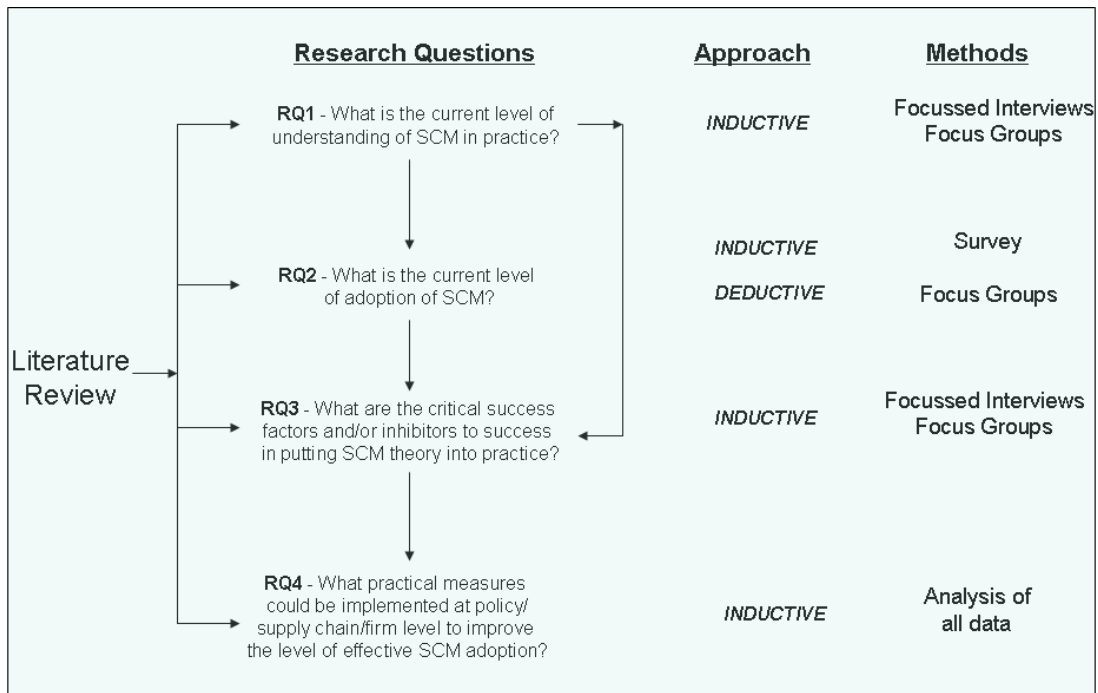 Research Questions
Approach
Methods
RQ1 - What is the current level of
understanding of SCM in practice?
INDUCTIVE
Focussed Interviews
Focus Groups
INDUCTIVE
Survey
RQ2 - What is the current level
of adoption of SCM?
DEDUCTIVE
Focus Groups
Literature
Review
RQ3 - What are the critical success
factors and/or inhibitors to success
in putting SCM theory into practice?
INDUCTIVE
Focussed Interviews
Focus Groups
RQ4 - What practical measures
could be implemented at policy/
supply chain/firm level to improve
the level of effective SCM adoption?
INDUCTIVE
Analysis of
all data